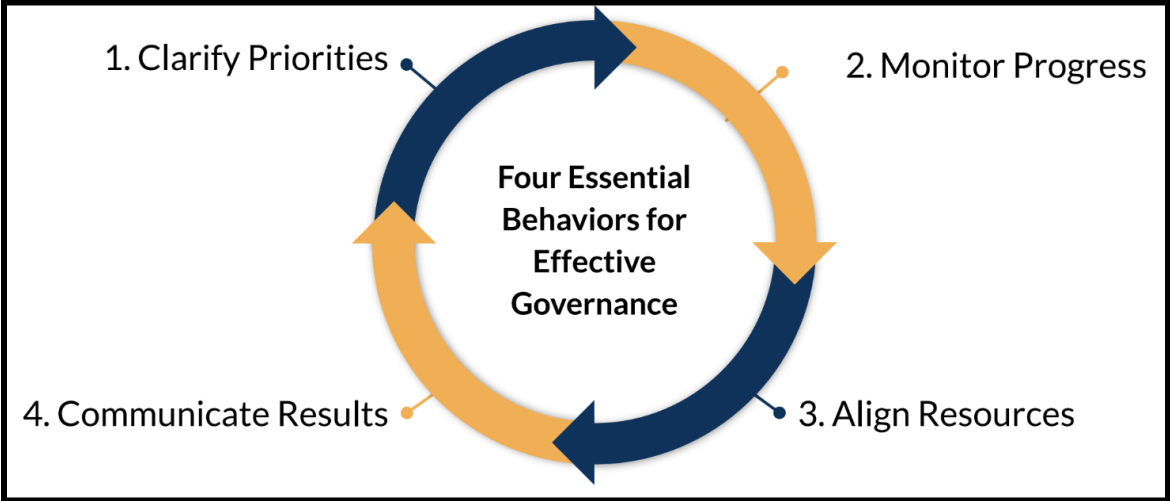 1. Clarify Priorities
2. Monitor Progress
Four Essential
Behaviors for
Effective
Governance
4. Communicate Results
3. Align Resources